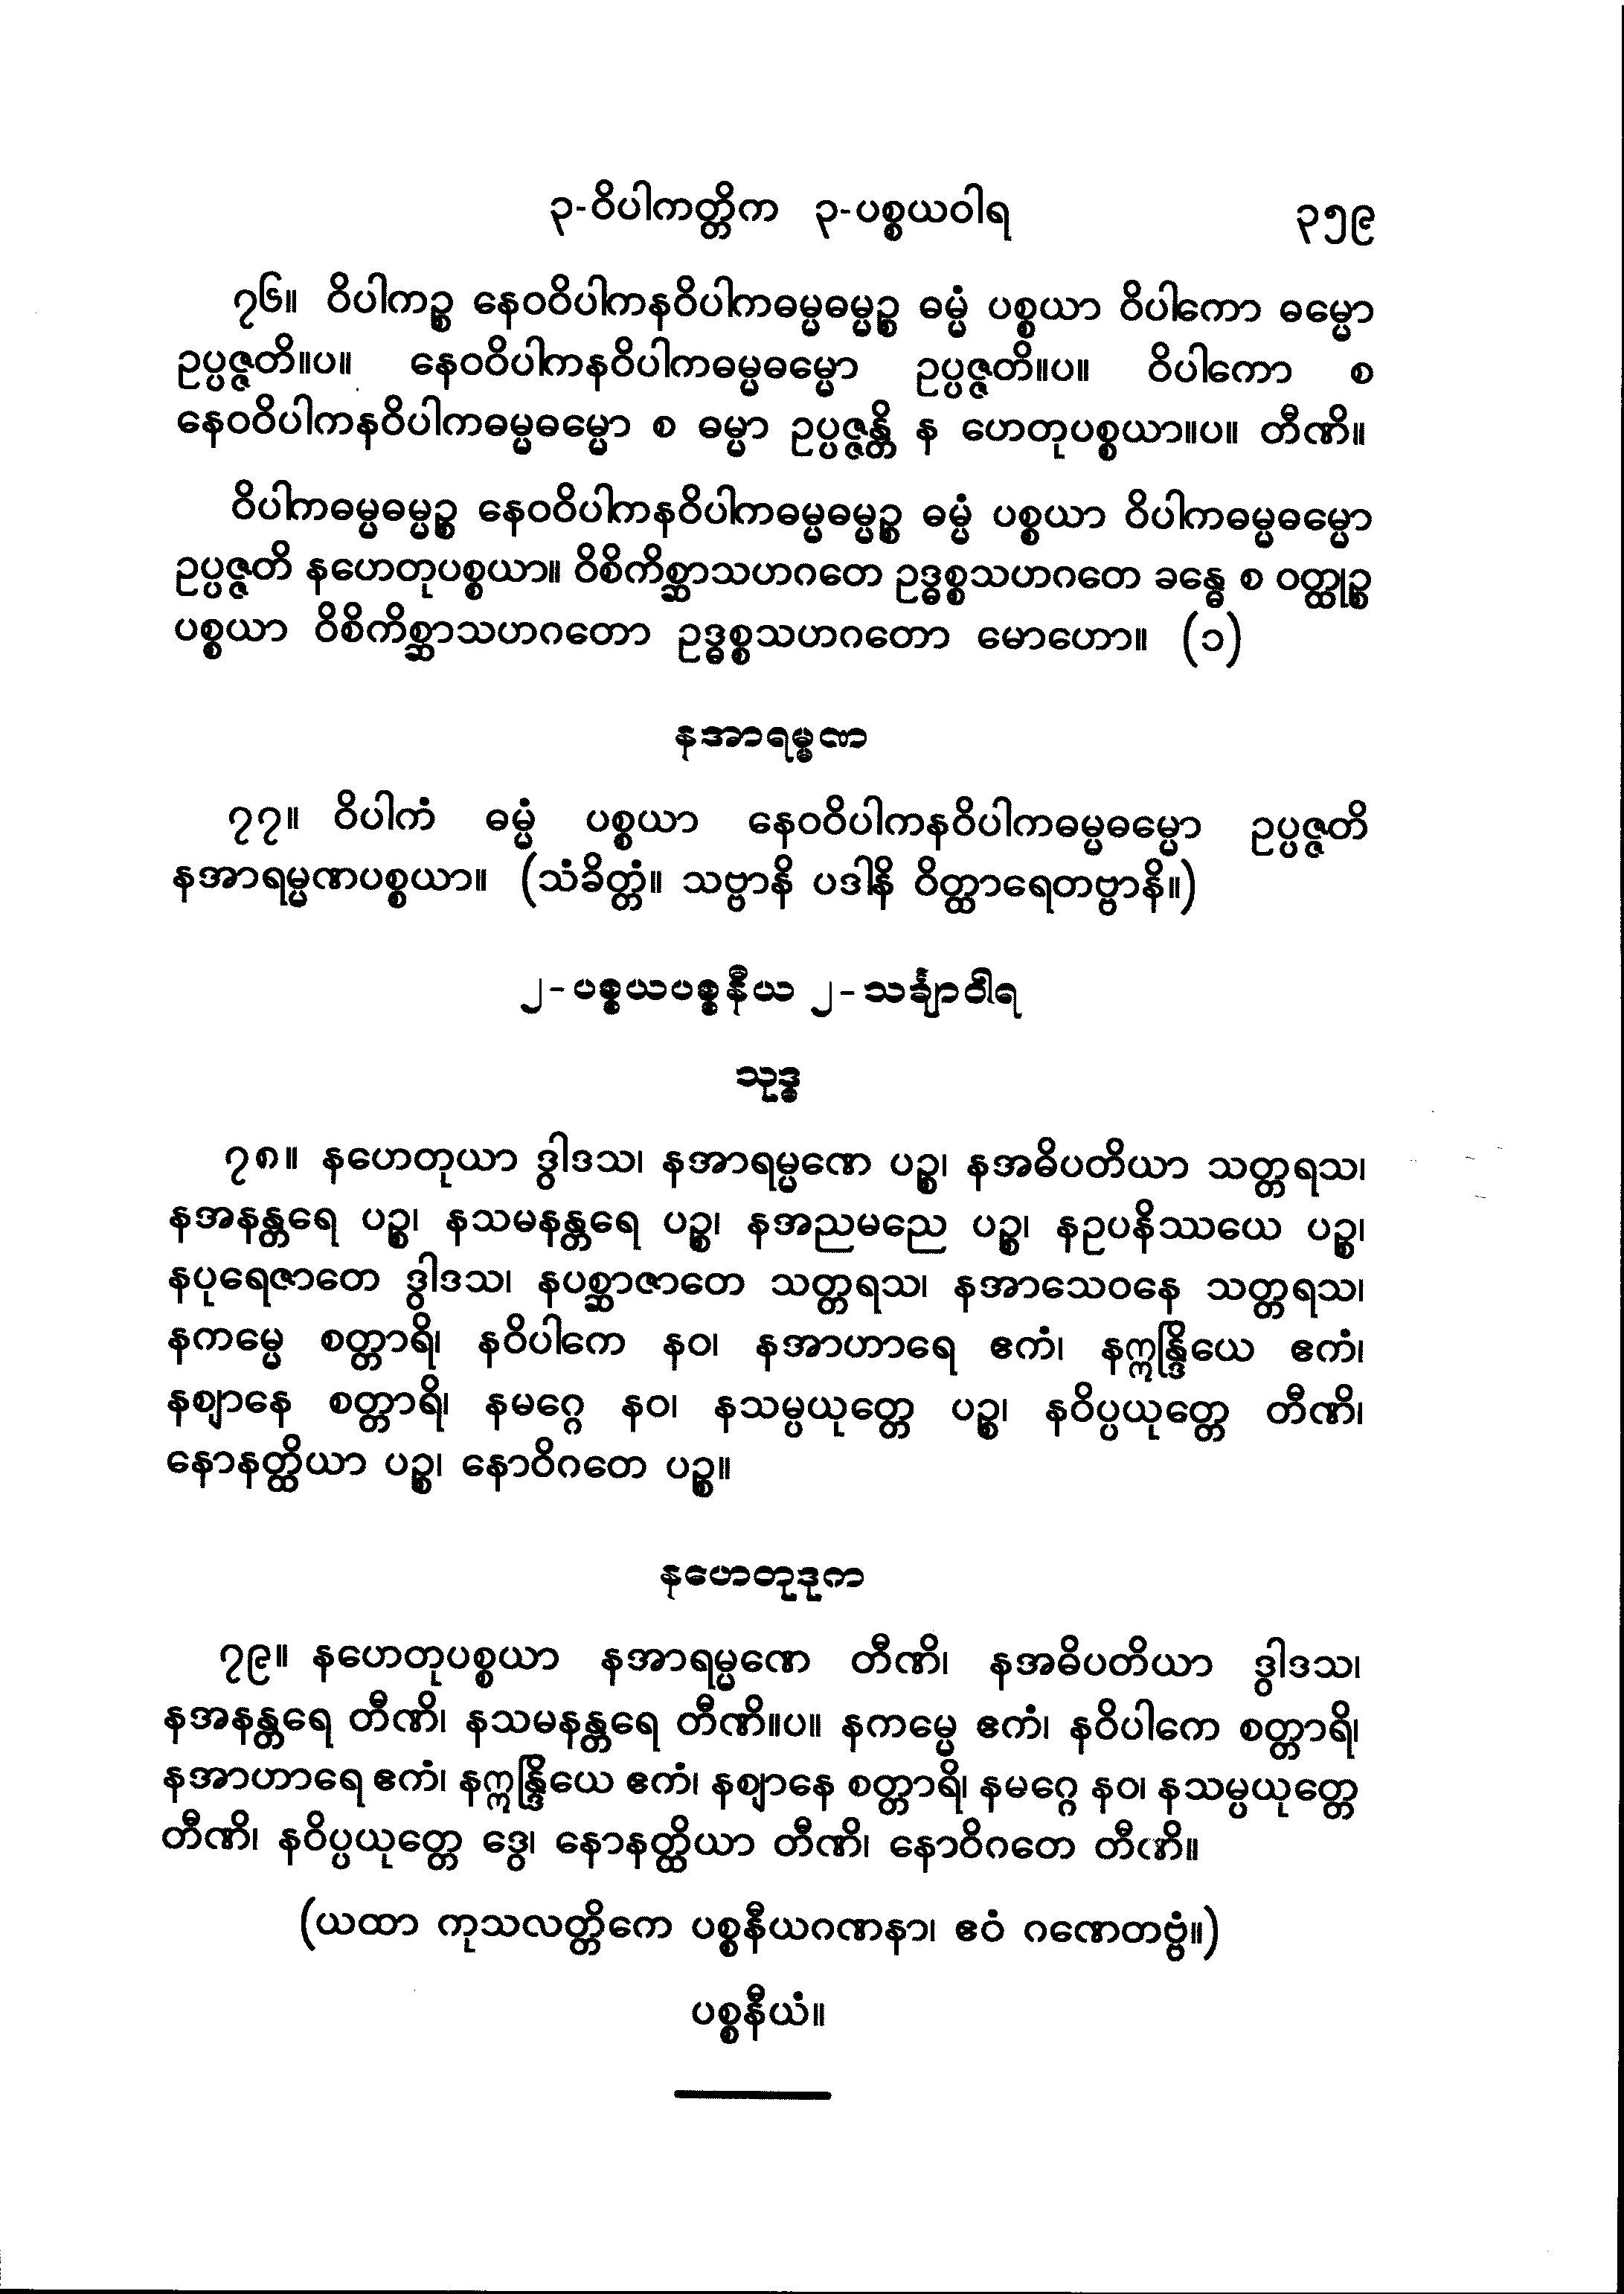 ၃-ဝိပါကတ္တိက ၃-ပစ္စယဝါရ ၃၅၉
၇၆။ ဝိပါကဉ္စ နေဝဝိပါကနဝိပါကဓမ္မဓမ္မဉ္စ ဓမ္မံ ပစ္စယာ ဝိပါကော ဓမ္မော
ဥပ္ပဇ္ဇတိ။ပ။ နေဝဝိပါကနဝိပါကဓမ္မဓမ္မော ဥပ္ပဇ္ဇတိ။ပ။ ဝိပါကော စ
နေဝဝိပါကနဝိပါကဓမ္မဓမ္မော စ ဓမ္မာ ဥပ္ပဇ္ဇန္တိ န ဟေတုပစ္စယာ။ပ။ တီဏိ။
ဝိပါကဓမ္မဓမ္မဉ္စ နေဝဝိပါကနဝိပါကဓမ္မဓမ္မဉ္စ ဓမ္မံ ပစ္စယာ ဝိပါကဓမ္မဓမ္မော
ဥပ္ပဇ္ဇတိ နဟေတုပစ္စယာ။ ဝိစိကိစ္ဆာသဟဂတေ ဥဒ္ဓစ္စသဟဂတေ ခန္ဓေ စ ဝတ္ထုဉ္စ
ပစ္စယာ ဝိစိကိစ္ဆာသဟဂတော ဥဒ္ဓစ္စသဟဂတော မောဟော။ (၁)
နအာရမ္မဏ
၇၇။ ဝိပါကံ ဓမ္မံ ပစ္စယာ နေဝဝိပါကနဝိပါကဓမ္မဓမ္မော ဥပ္ပဇ္ဇတိ
နအာရမ္မဏပစ္စယာ။ (သံခိတ္တံ။ သဗ္ဗာနိ ပဒါနိ ဝိတ္ထာရေတဗ္ဗာနိ။)
၂-ပစ္စယပစ္စနီယ ၂-သင်္ချာဝါရ
သုဒ္ဓ
၇၈။ နဟေတုယာ ဒွါဒသ၊ နအာရမ္မဏေ ပဉ္စ၊ နအဓိပတိယာ သတ္တရသ၊
နအနန္တရေ ပဉ္စ၊ နသမနန္တရေ ပဉ္စ၊ နအညမညေ ပဉ္စ၊ နဥပနိဿယေ ပဉ္စ၊
နပုရေဇာတေ ဒွါဒသ၊ နပစ္ဆာဇာတေ သတ္တရသ၊ နအာသေဝနေ သတ္တရသ၊
နကမ္မေ စတ္တာရိ၊ နဝိပါကေ နဝ၊ နအာဟာရေ ဧကံ၊ နဣန္ဒြိယေ ဧကံ၊
နဈာနေ စတ္တာရိ၊ နမဂ္ဂေ နဝ၊ နသမ္ပယုတ္တေ ပဉ္စ၊ နဝိပ္ပယုတ္တေ တီဏိ၊
နောနတ္ထိယာ ပဉ္စ၊ နောဝိဂတေ ပဉ္စ။
နဟေတုဒုက
၇၉။ နဟေတုပစ္စယာ နအာရမ္မဏေ တီဏိ၊ နအဓိပတိယာ ဒွါဒသ၊
နအနန္တရေ တီဏိ၊ နသမနန္တရေ တီဏိ။ပ။ နကမ္မေ ဧကံ၊ နဝိပါကေ စတ္တာရိ၊
နအာဟာရေ ဧကံ၊ နဣန္ဒြိယေ ဧကံ၊ နဈာနေ စတ္တာရိ၊ နမဂ္ဂေ နဝ၊ နသမ္ပယုတ္တေ
တီဏိ၊ နဝိပ္ပယုတ္တေ ဒွေ၊ နောနတ္ထိယာ တီဏိ၊ နောဝိဂတေ တီဏိ။
(ယထာ ကုသလတ္တိကေ ပစ္စနီယဂဏနာ၊ ဧဝံ ဂဏေတဗ္ဗံ။)
ပစ္စနီယံ။